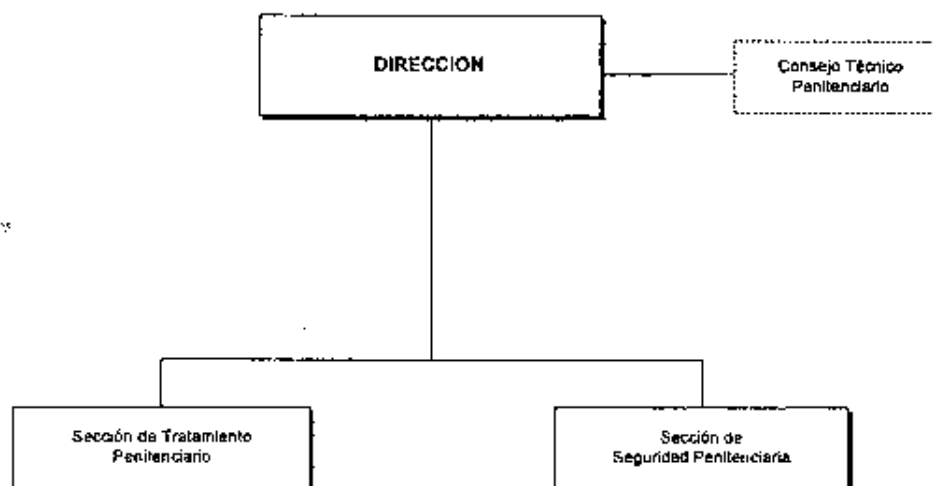 DIRECCION
Consejo Técnico
Penitenciario
Sección de Tratamiento
Penitenciario
Sección de
Seguridad Penitenciaria